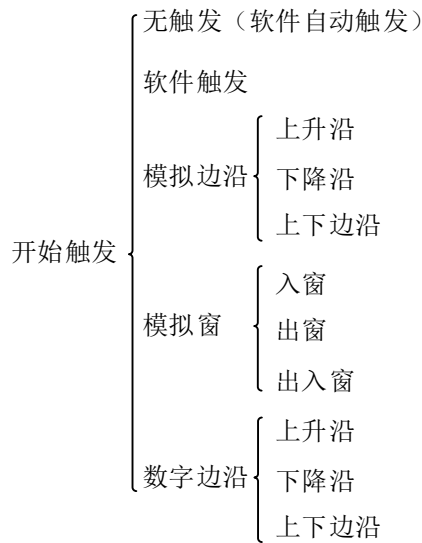 无触发（软件自动触发）
软件触发
上升沿
模拟边沿
下降沿
上下边沿
开始触发
入窗
模拟窗
出窗
出入窗
上升沿
数字边沿
下降沿
上下边沿